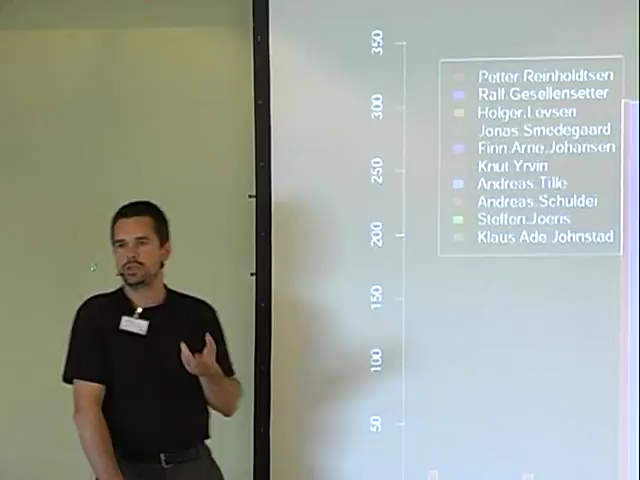 350
300
250
200
150
100
50
Petter.Reinholdtsen
Ralf.Gesellensetter
Holger.Levsen
Jonas.Smedegaard
Finn.Arne.Johansen
Knut.Yrvin
Andreas.Tille
Andreas.Schuldei
Steffen.Joeris
Klaus.Ade.Johnstad